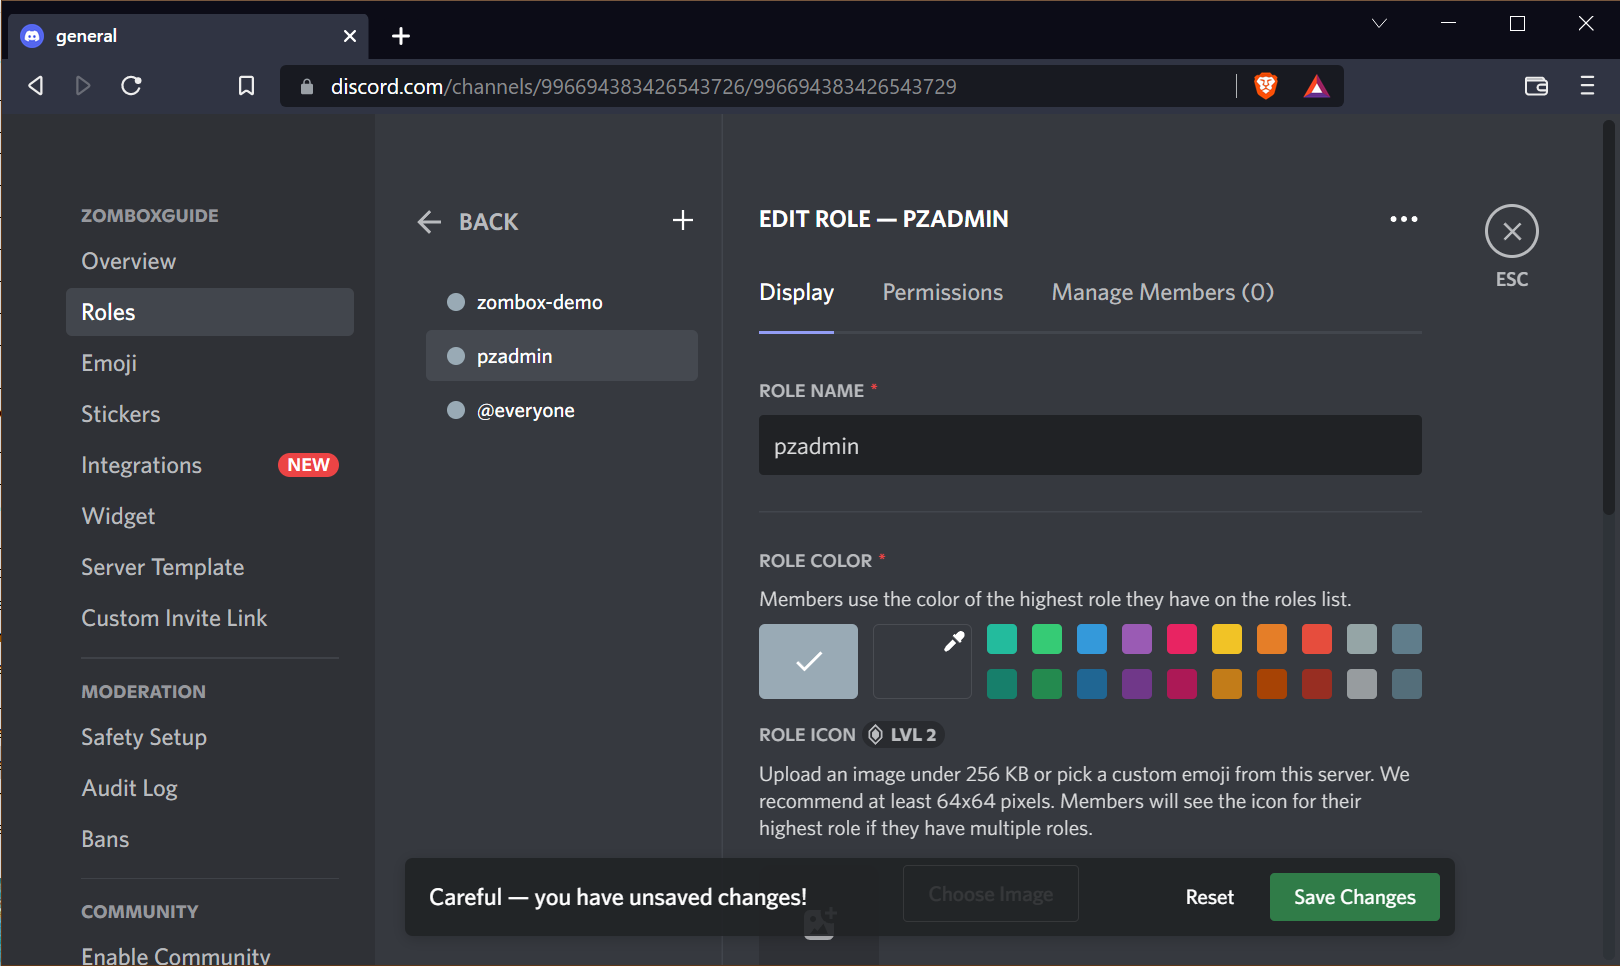 general
discord.com/channels/996694383426543726/996694383426543729
ZOMBOXGUIDE
Overview
Roles
Emoji
Stickers
Integrations NEW
Widget
Server Template
Custom Invite Link
MODERATION
Safety Setup
Audit Log
Bans
COMMUNITY
Enable Community
BACK
zombox-demo
pzadmin
@everyone
EDIT ROLE — PZADMIN
ESC
Display Permissions Manage Members (0)
ROLE NAME *
pzadmin
ROLE COLOR *
Members use the color of the highest role they have on the roles list.
ROLE ICON LVL 2
Upload an image under 256 KB or pick a custom emoji from this server. We
recommend at least 64x64 pixels. Members will see the icon for their
highest role if they have multiple roles.
Choose Image
Careful — you have unsaved changes! Reset Save Changes